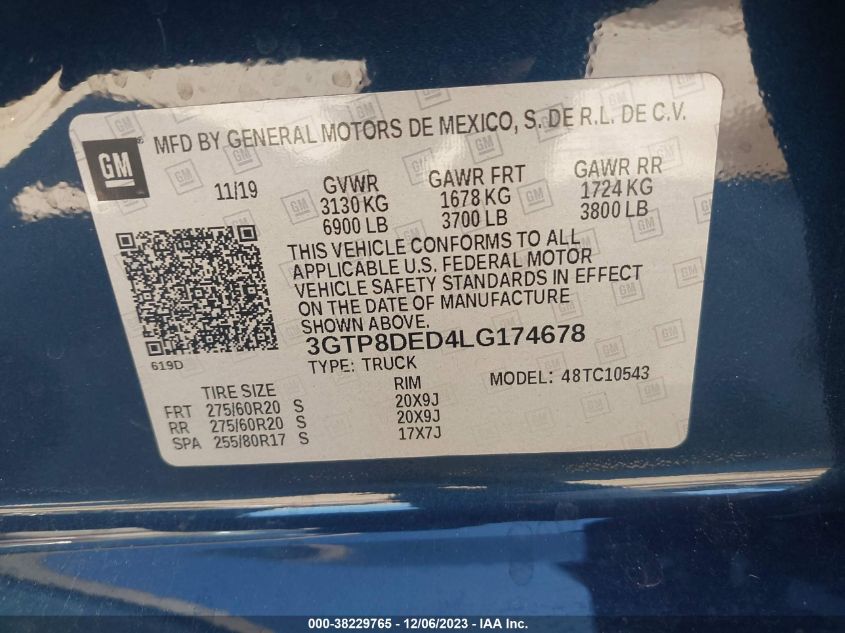 MFD BY GENERAL MOTORS DE MEXICO, S. DE R.L. DE C.V.
GM
11/19
GVWR GAWR FRT GAWR RR
3130 KG 1678 KG 1724 KG
6900 LB 3700 LB 3800 LB
THIS VEHICLE CONFORMS TO ALL
APPLICABLE U.S. FEDERAL MOTOR
VEHICLE SAFETY STANDARDS IN EFFECT
ON THE DATE OF MANUFACTURE
SHOWN ABOVE.
3GTP8DED4LG174678
619D
TYPE: TRUCK MODEL: 48TC10543
TIRE SIZE RIM
FRT 275/60R20 S 20X9J
RR 275/60R20 S 20X9J
SPA 255/80R17 S 17X7J
000-38229765 - 12/06/2023 - IAAI Inc.